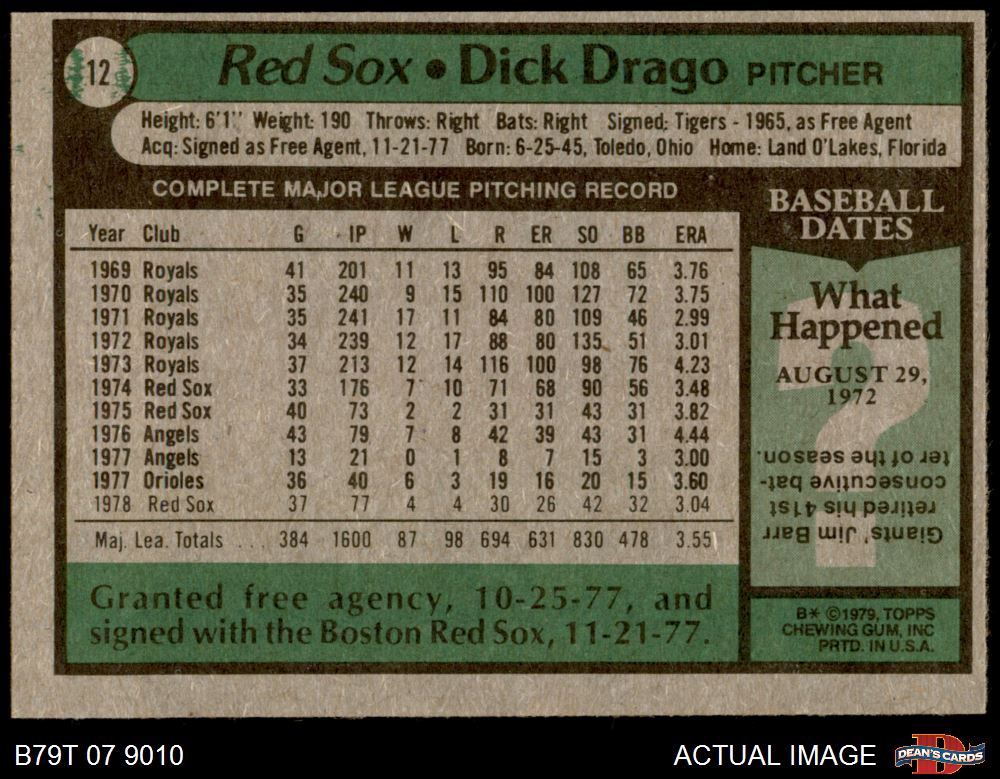 12
Red Sox • Dick Drago PITCHER
Height: 6'1" Weight: 190 Throws: Right Bats: Right Signed: Tigers - 1965, as Free Agent
Acq: Signed as Free Agent, 11-21-77 Born: 6-25-45, Toledo, Ohio Home: Land O'Lakes, Florida
COMPLETE MAJOR LEAGUE PITCHING RECORD
Year Club G IP W L R ER SO BB ERA
1969 Royals 41 201 11 13 95 84 108 65 3.76
1970 Royals 35 240 9 15 110 100 127 72 3.75
1971 Royals 35 241 17 11 84 80 109 46 2.99
1972 Royals 34 239 12 17 88 80 135 51 3.01
1973 Royals 37 213 12 14 116 100 98 76 4.23
1974 Red Sox 33 176 7 10 71 68 90 56 3.48
1975 Red Sox 40 73 2 2 31 31 43 31 3.82
1976 Angels 43 79 7 8 42 39 43 31 4.44
1977 Angels 13 21 0 1 8 7 15 3 3.00
1977 Orioles 36 40 6 3 19 16 20 15 3.60
1978 Red Sox 37 77 4 4 30 26 42 32 3.04
Maj. Lea. Totals ... 384 1600 87 98 694 631 830 478 3.55
Granted free agency, 10-25-77, and
signed with the Boston Red Sox, 11-21-77.
BASEBALL
DATES
What
Happened
AUGUST 29,
1972
?
Giants' Jim Barr
retired his 41st
consecutive bat-
ter of the season.
B* ©1979, TOPPS
CHEWING GUM, INC
PRTD. IN U.S.A.
B79T 07 9010
ACTUAL IMAGE
D
DEAN'S CARDS